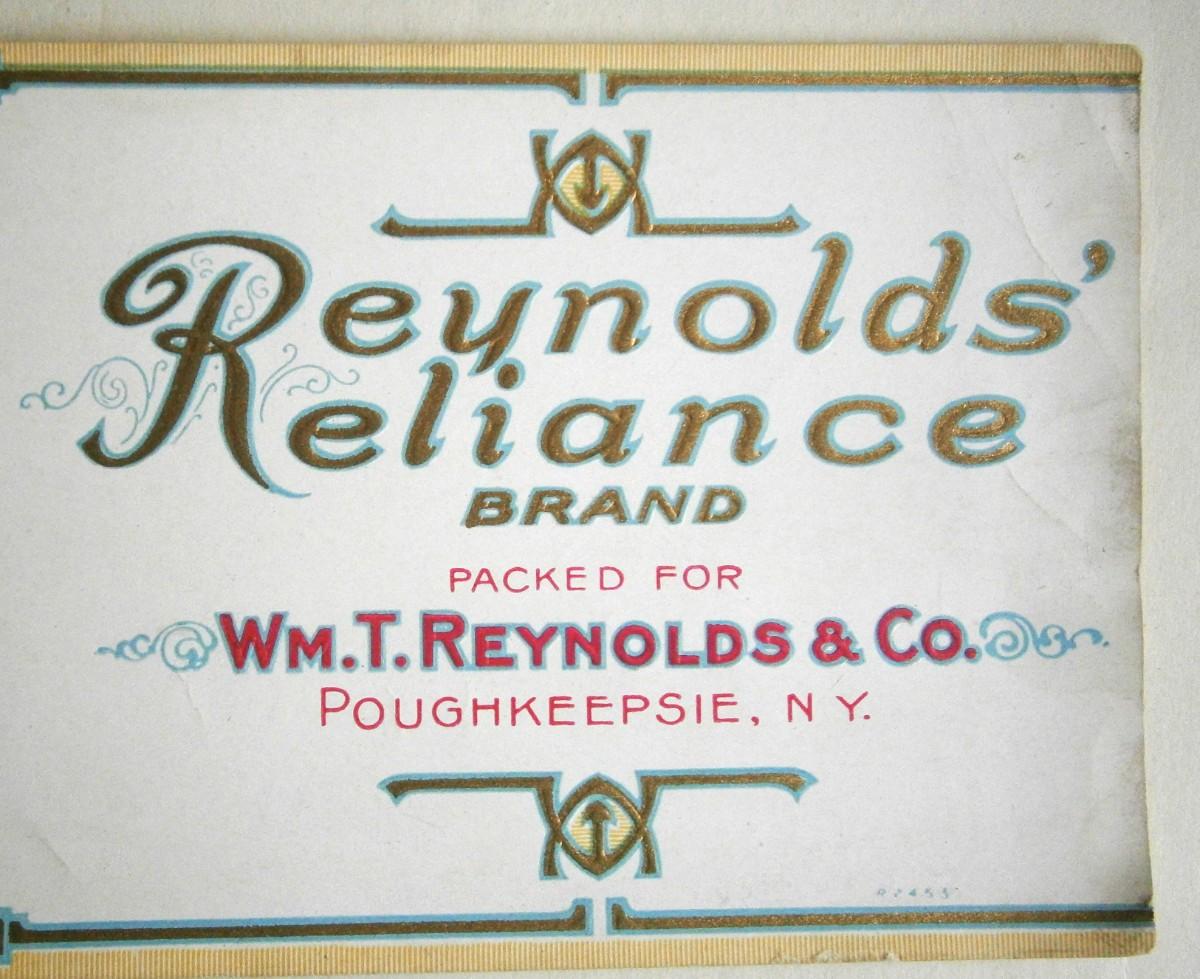 Reynolds'
Reliance
BRAND
PACKED FOR
WM. T. REYNOLDS & CO.
POUGHKEEPSIE, N Y.